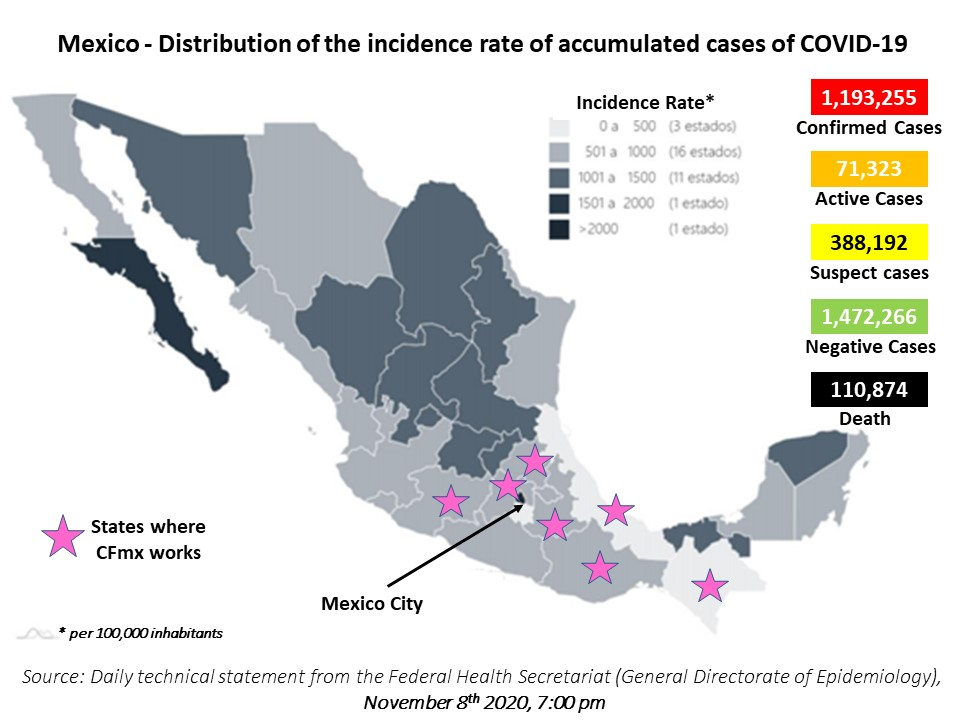 Mexico - Distribution of the incidence rate of accumulated cases of COVID-19
Incidence Rate*
0 a 500 (3 estados)
501 a 1000 (16 estados)
1001 a 1500 (11 estados)
1501 a 2000 (1 estado)
>2000 (1 estado)
1,193,255
Confirmed Cases
71,323
Active Cases
388,192
Suspect cases
1,472,266
Negative Cases
110,874
Death
States where
CFmx works
Mexico City
* per 100,000 inhabitants
Source: Daily technical statement from the Federal Health Secretariat (General Directorate of Epidemiology),
November 8th 2020, 7:00 pm